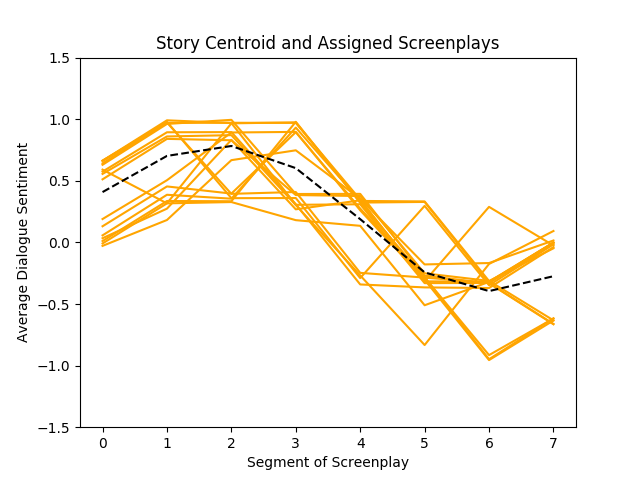 Story Centroid and Assigned Screenplays
1.5
1.0
0.5
0.0
−0.5
−1.0
−1.5
Average Dialogue Sentiment
0 1 2 3 4 5 6 7
Segment of Screenplay